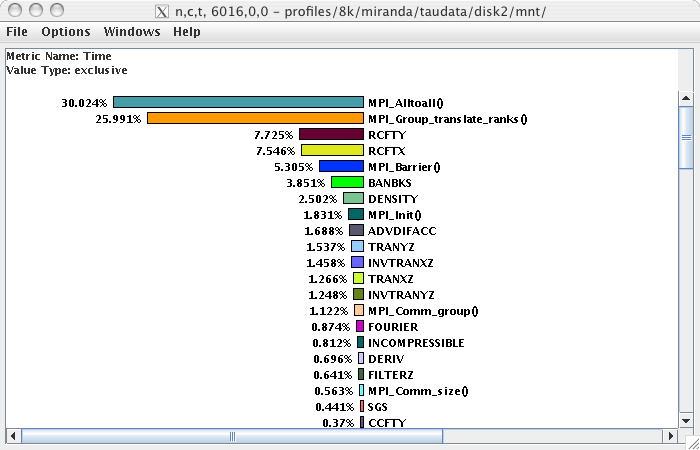 n,c,t, 6016,0,0 – profiles/8k/miranda/taudata/disk2/mnt/
File Options Windows Help
Metric Name: Time
Value Type: exclusive
30.024% MPI_Alltoall()
25.991% MPI_Group_translate_ranks()
7.725% RCFTY
7.546% RCFTX
5.305% MPI_Barrier()
3.851% BANBKS
2.502% DENSITY
1.831% MPI_Init()
1.688% ADVDIFACC
1.537% TRANYZ
1.458% INVTRANXZ
1.266% TRANXZ
1.248% INVTRANYZ
1.122% MPI_Comm_group()
0.874% FOURIER
0.812% INCOMPRESSIBLE
0.696% DERIV
0.641% FILTERZ
0.563% MPI_Comm_size()
0.441% SGS
0.37% CCFTY